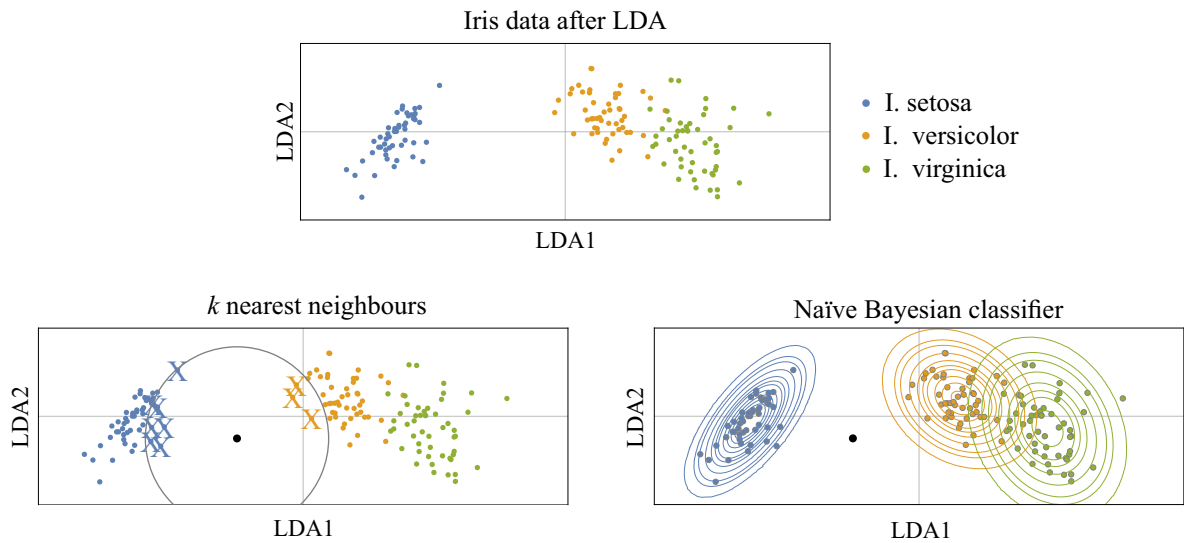 Iris data after LDA
LDA2
LDA1
I. setosa
I. versicolor
I. virginica
k nearest neighbours
LDA2
X
X
X
X
X
X
X
X
X
X
X
LDA1
Naïve Bayesian classifier
LDA2
LDA1